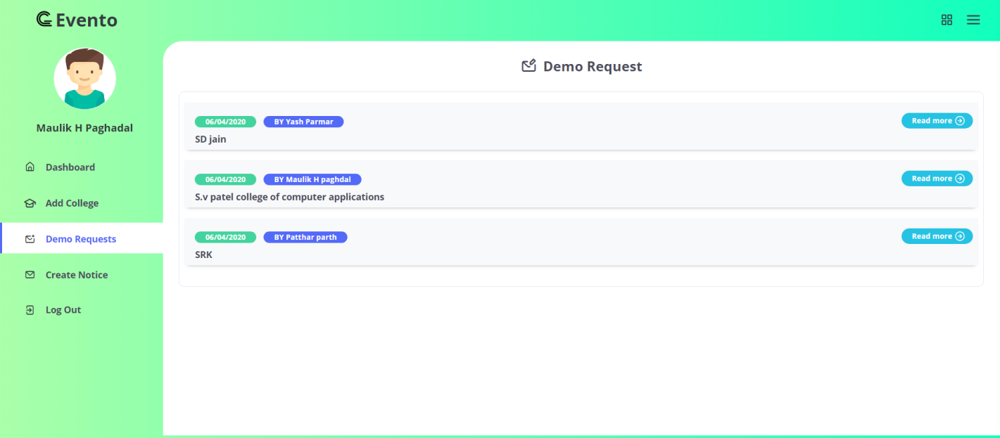 Evento
Maulik H Paghadal
Dashboard
Add College
Demo Requests
Create Notice
Log Out
Demo Request
06/04/2020 BY Yash Parmar Read more
SD jain
06/04/2020 BY Maulik H paghdal Read more
S.v patel college of computer applications
06/04/2020 BY Patthar parth Read more
SRK